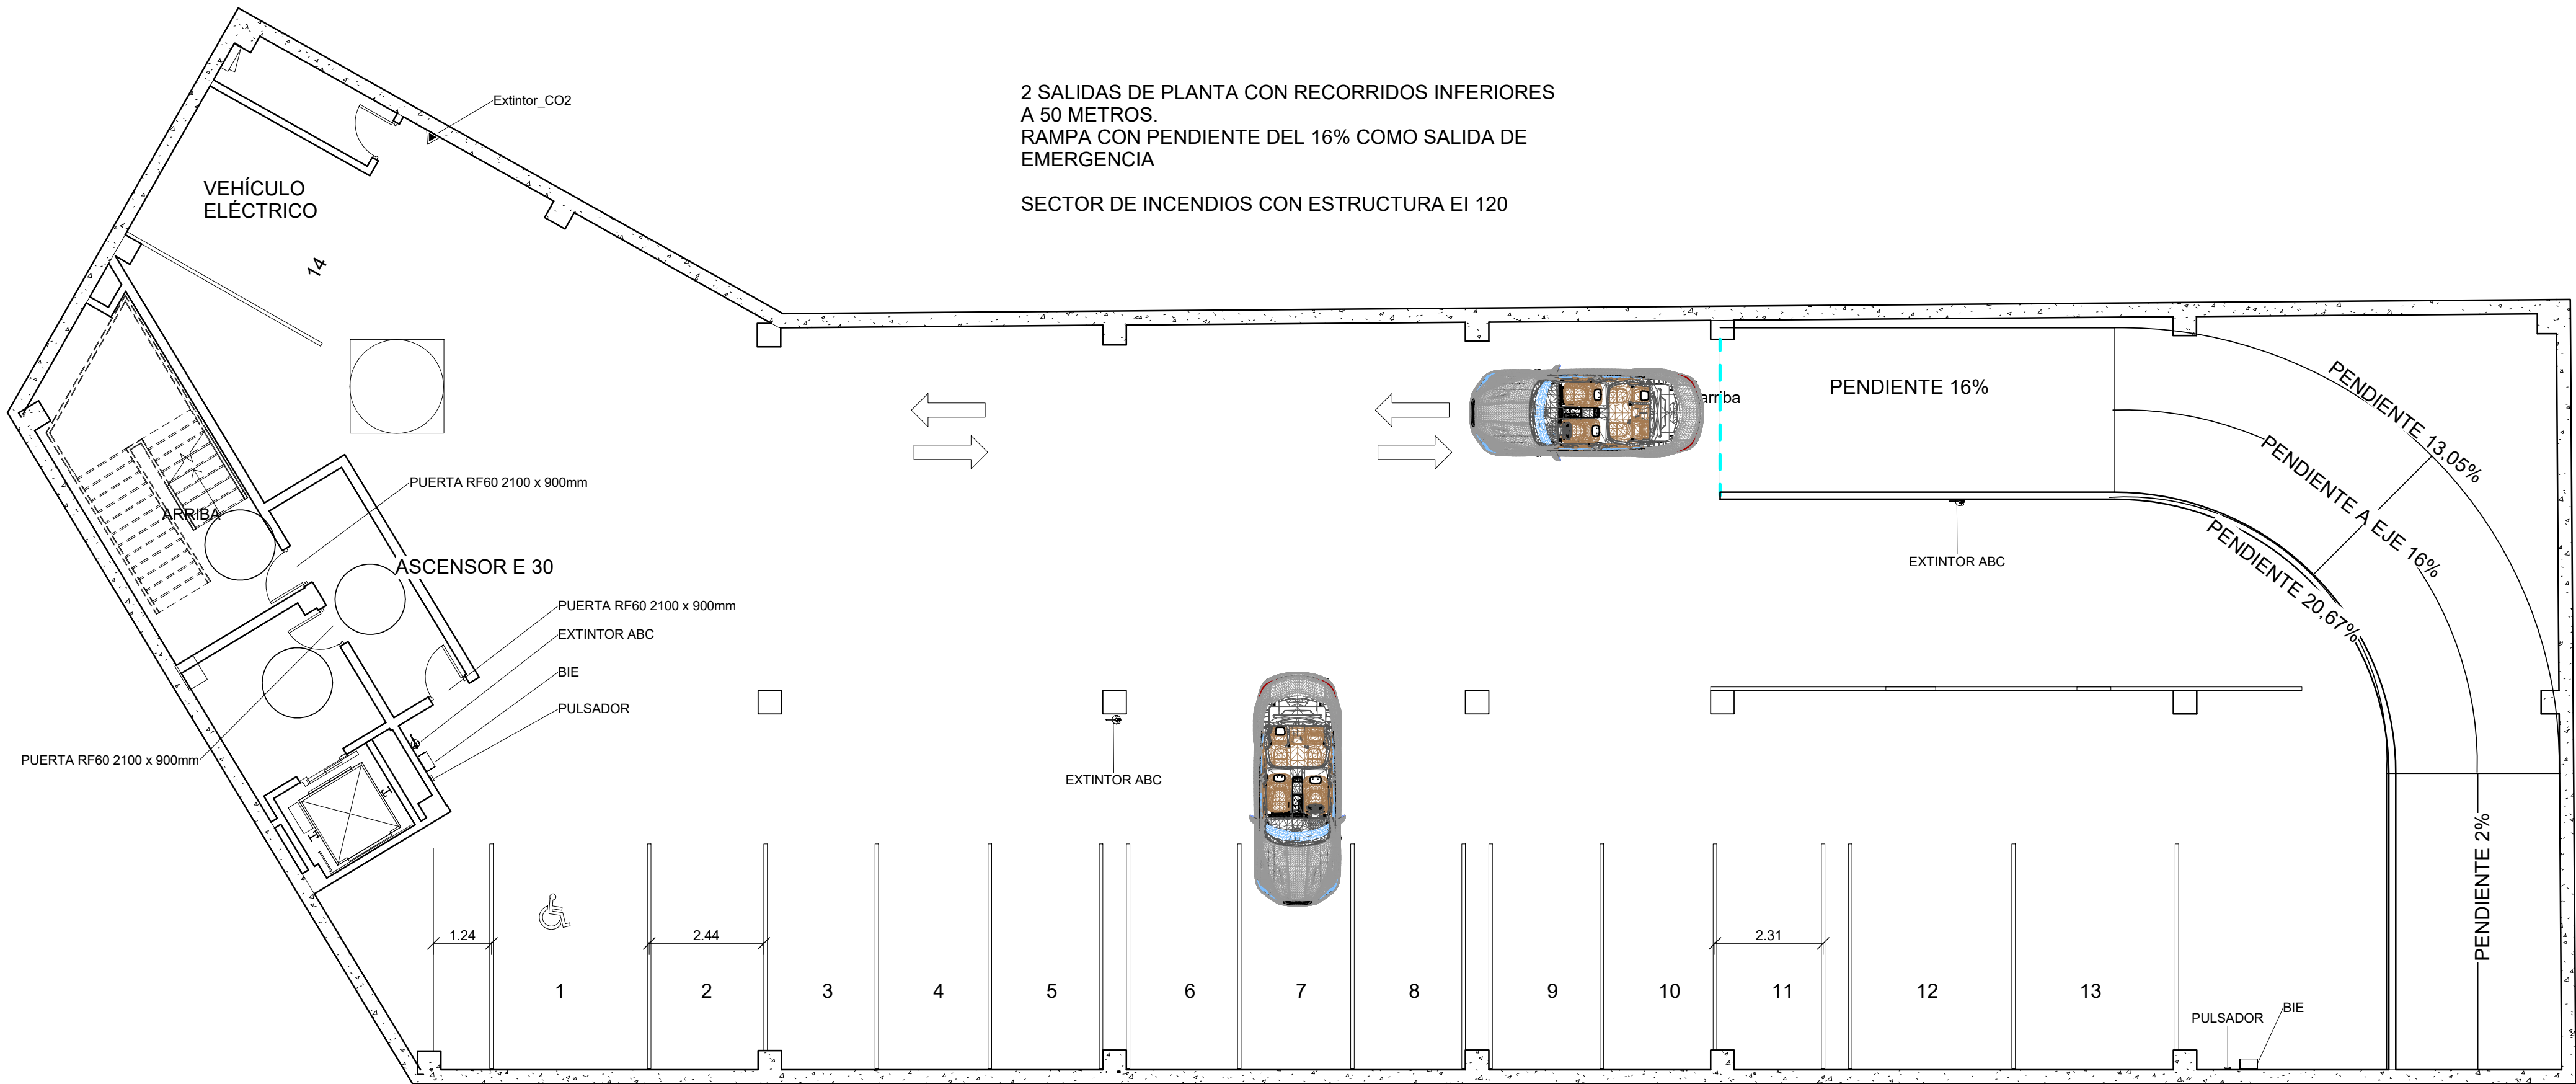 Extintor_CO2
2 SALIDAS DE PLANTA CON RECORRIDOS INFERIORES
A 50 METROS.
RAMPA CON PENDIENTE DEL 16% COMO SALIDA DE
EMERGENCIA
SECTOR DE INCENDIOS CON ESTRUCTURA EI 120
VEHÍCULO
ELÉCTRICO
14
arriba
PENDIENTE 16%
PENDIENTE 13.05%
PENDIENTE A EJE 16%
PENDIENTE 20.67%
PUERTA RF60 2100 x 900mm
ARRIBA
ASCENSOR E 30
EXTINTOR ABC
PUERTA RF60 2100 x 900mm
EXTINTOR ABC
BIE
PULSADOR
PUERTA RF60 2100 x 900mm
EXTINTOR ABC
PENDIENTE 2%
1.24
2.44
2.31
1
2
3
4
5
6
7
8
9
10
11
12
13
PULSADOR
BIE